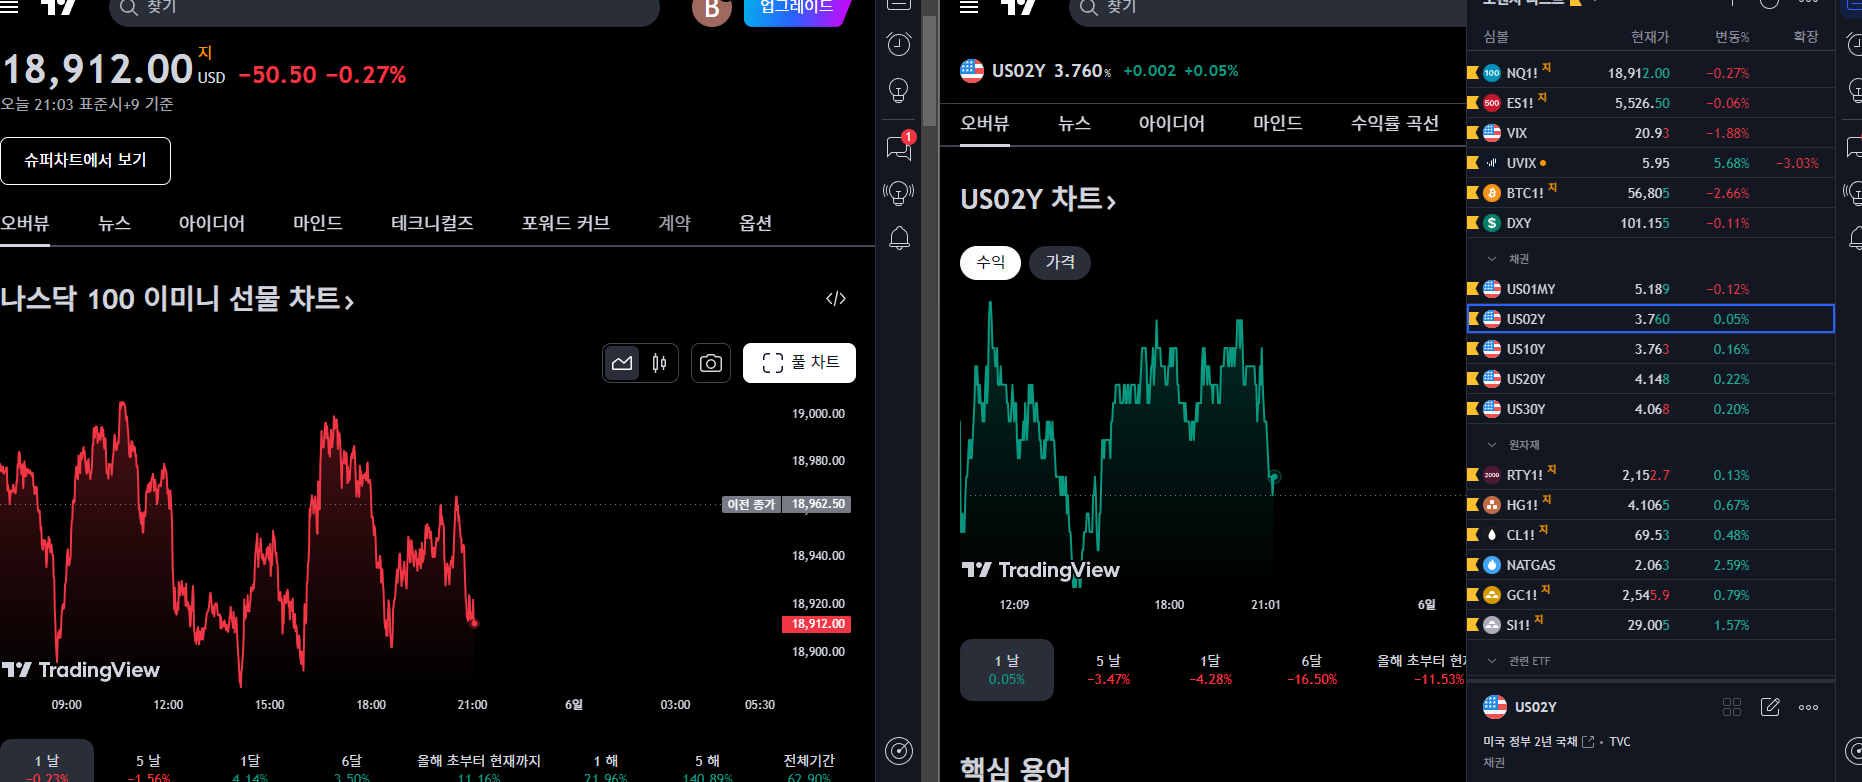 찾기
B
업그레이드
18,912.00 지 USD −50.50 −0.27%
오늘 21:03 표준시+9 기준
슈퍼차트에서 보기
오버뷰 뉴스 아이디어 마인드 테크니컬즈 포워드 커브 계약 옵션
나스닥 100 이미니 선물 차트›
</>
풀 차트
19,000.00
18,980.00
이전 종가 18,962.50
18,940.00
18,920.00
18,912.00
18,900.00
TradingView
09:00 12:00 15:00 18:00 21:00 6일 03:00 05:30
1 날 5 날 1달 6달 올해 초부터 현재까지 1 해 5 해 전체기간
−0.23% −1.56% 4.14% 3.50% 11.16% 21.96% 140.89% 62.90%
1
찾기
US02Y 3.760% +0.002 +0.05%
오버뷰 뉴스 아이디어 마인드 수익률 곡선
US02Y 차트›
수익 가격
TradingView
12:09 18:00 21:01 6일
1 날 5 날 1달 6달 올해 초부터 현
0.05% −3.47% −4.28% −16.50% −11.53%
핵심 용어
심볼 현재가 변동% 확장
100 NQ1! 지 18,912.00 −0.27%
500 ES1! 지 5,526.50 −0.06%
VIX 20.93 −1.88%
UVIX 5.95 5.68% −3.03%
BTC1! 지 56,805 −2.66%
$ DXY 101.155 −0.11%
채권
US01MY 5.189 −0.12%
US02Y 3.760 0.05%
US10Y 3.763 0.16%
US20Y 4.148 0.22%
US30Y 4.068 0.20%
원자재
2000 RTY1! 지 2,152.7 0.13%
HG1! 지 4.1065 0.67%
CL1! 지 69.53 0.48%
NATGAS 2.063 2.59%
GC1! 지 2,545.9 0.79%
SI1! 지 29.005 1.57%
관련 ETF
US02Y
미국 정부 2년 국채 • TVC
채권